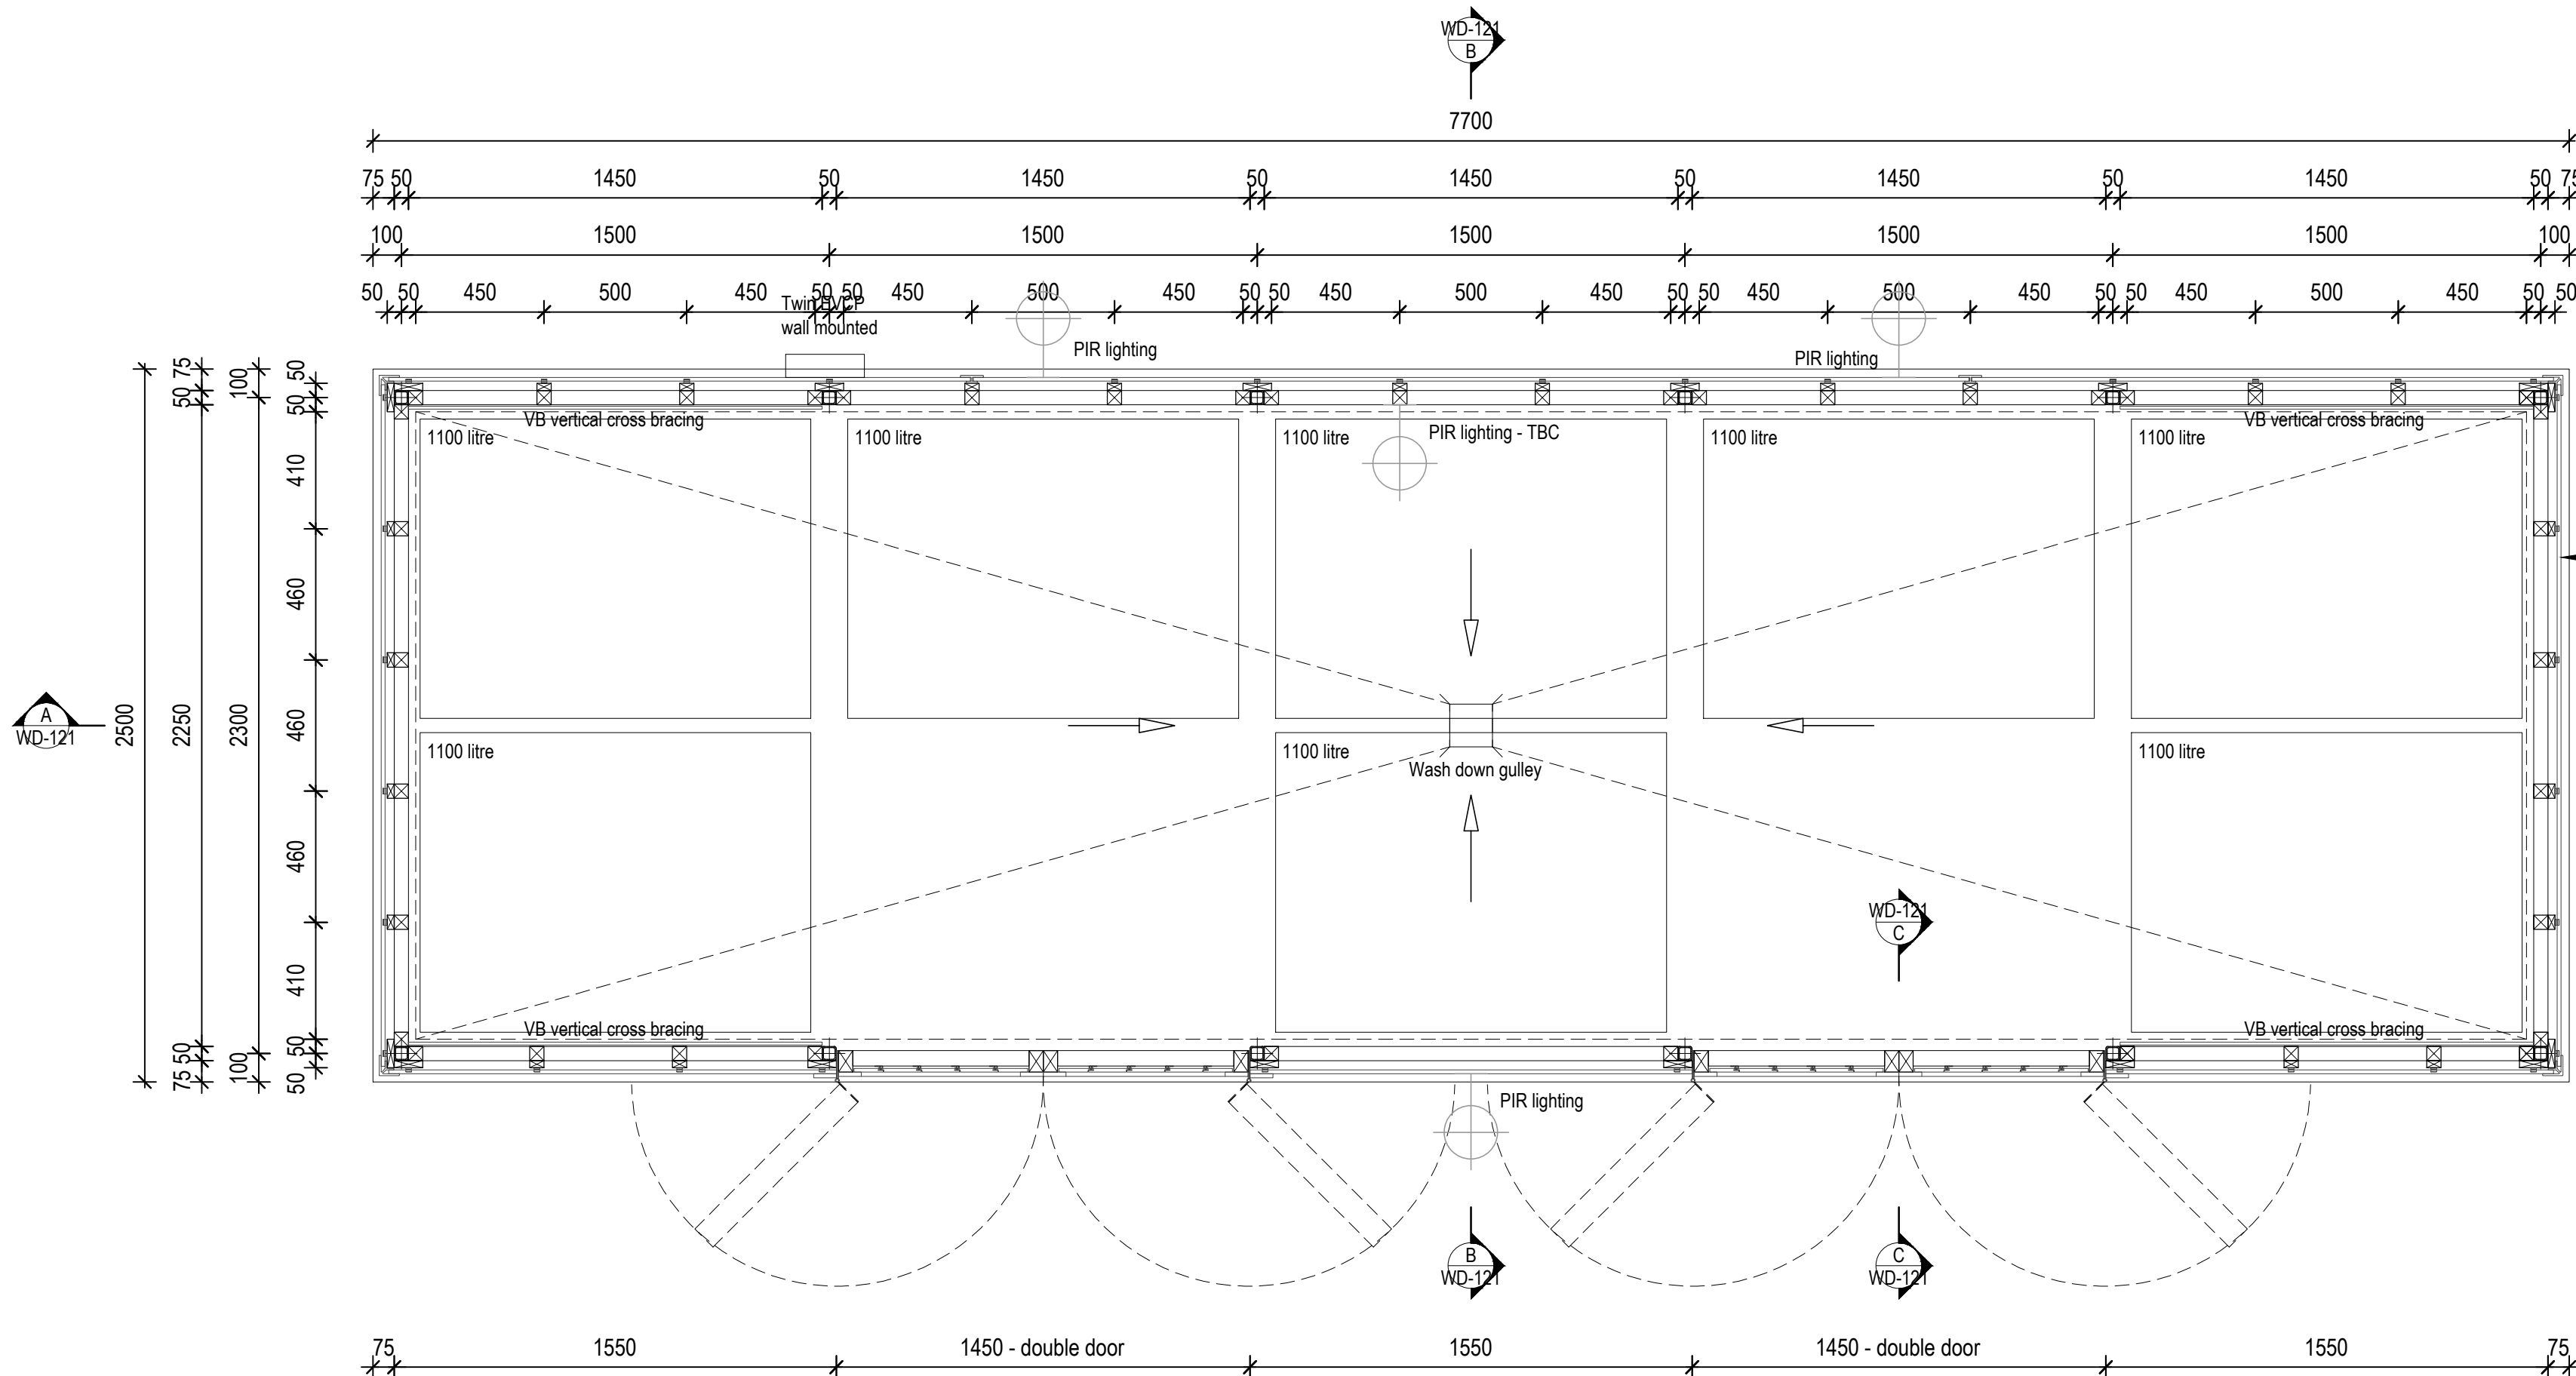 WD-121
B
7700
75 50 1450 50 1450 50 1450 50 1450 50 1450 50 75
100 1500 1500 1500 1500 1500 100
50 50 450 500 450 50 50 450 500 450 50 50 450 500 450 50 50 450 500 450 50 50 450 500 450 50 50
Twin
wall mounted
PIR lighting
PIR lighting
VB vertical cross bracing
VB vertical cross bracing
1100 litre
1100 litre
1100 litre
PIR lighting - TBC
1100 litre
1100 litre
75
50
2250
50
75
100
2300
100
50
50
410
460
460
460
410
50
50
2500
A
WD-121
1100 litre
1100 litre
Wash down gulley
1100 litre
WD-121
C
VB vertical cross bracing
VB vertical cross bracing
PIR lighting
B
WD-121
C
WD-121
75 1550 1450 - double door 1550 1450 - double door 1550 75